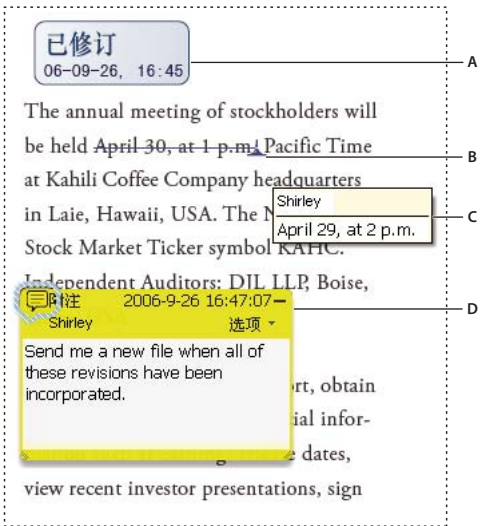 已修订
06-09-26, 16:45
A
The annual meeting of stockholders will
be held April 30, at 1 p.m. Pacific Time
B
at Kahili Coffee Company headquarters
Shirley
in Laie, Hawaii, USA. The
C
April 29, at 2 p.m.
Stock Market Ticker symbol KAHC.
Independent Auditors: DJL LLP, Boise,
附注 2006-9-26 16:47:07
D
Shirley 选项
Send me a new file when all of
these revisions have been
incorporated.
rt, obtain
ial infor-
dates,
view recent investor presentations, sign